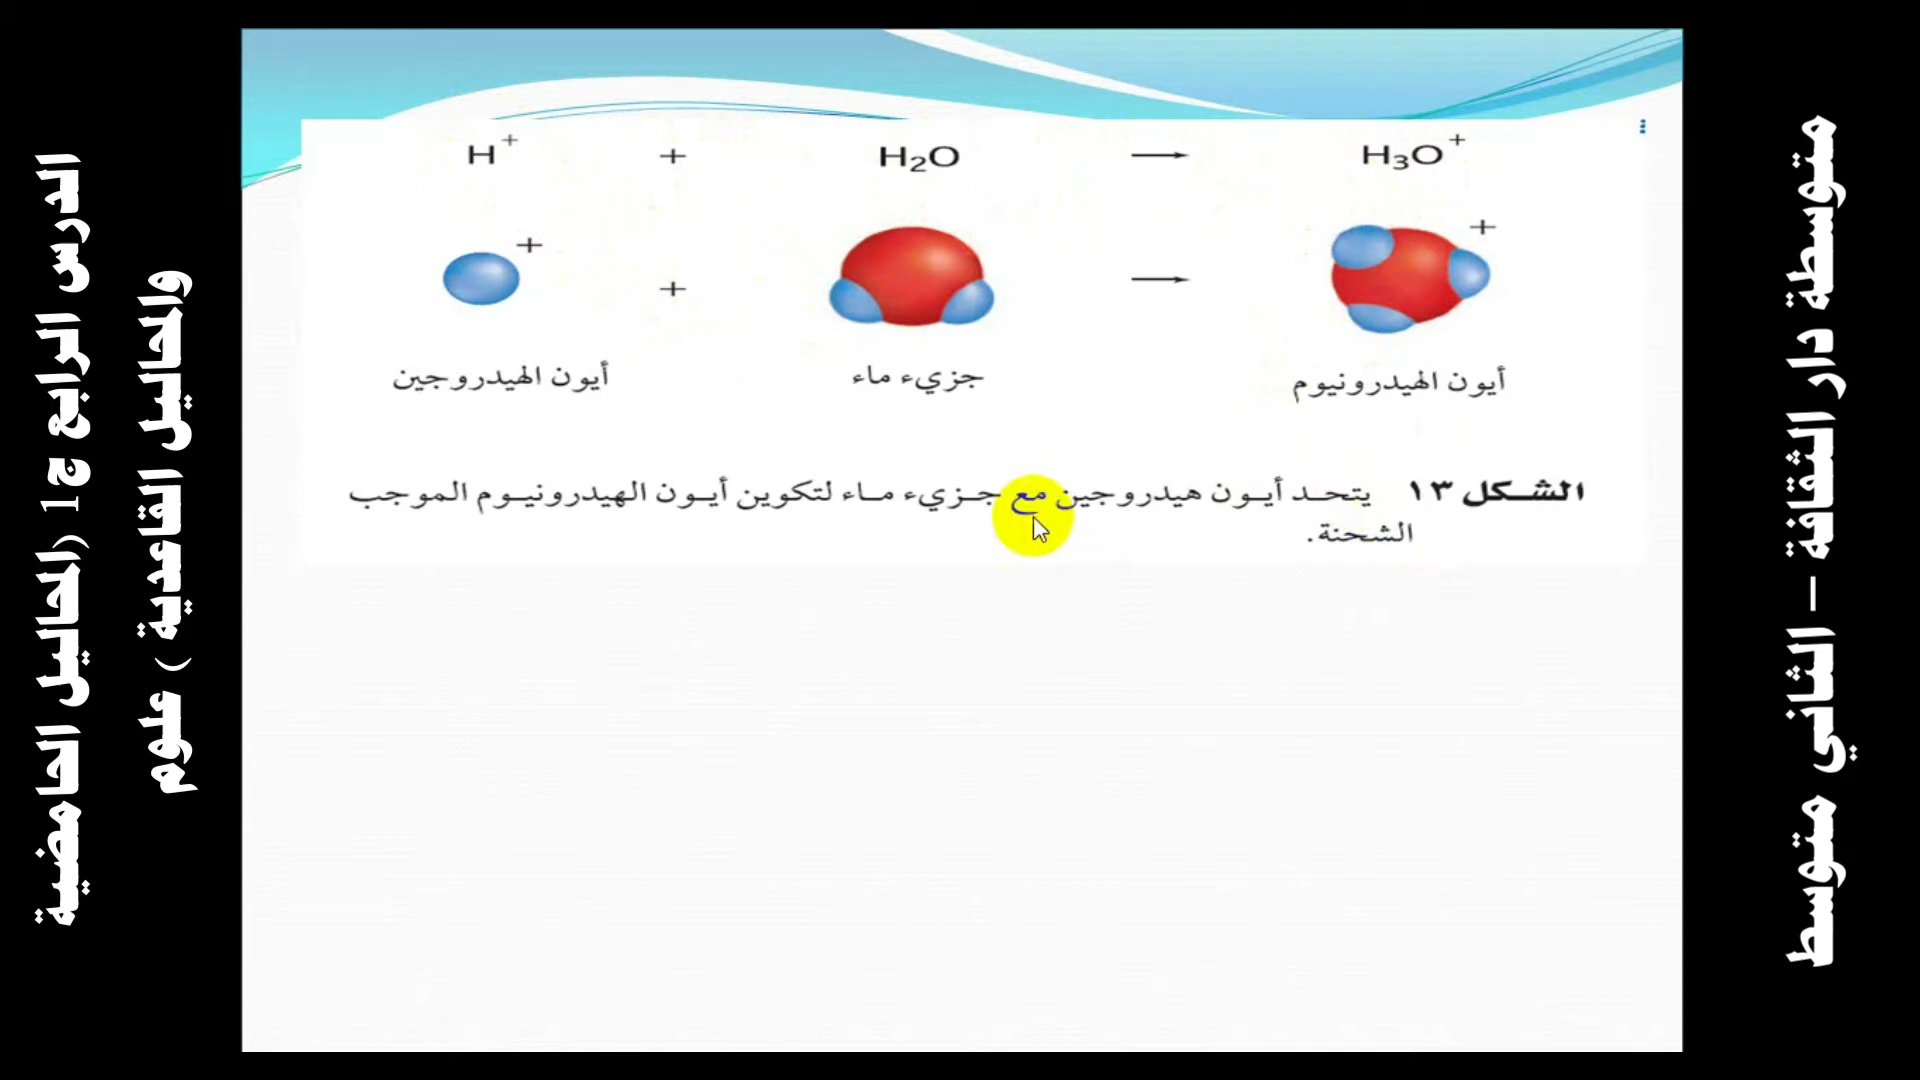 H⁺ + H₂O → H₃O⁺
+ + → +
أيون الهيدروجين
جزيء ماء
أيون الهيدرونيوم
الشكل ١٣ يتحد أيون هيدروجين مع جزيء ماء لتكوين أيون الهيدرونيوم الموجب
الشحنة.
الدرس الرابع ج1 (المحاليل الحامضية
والمحاليل القاعدية ) علوم
متوسطة دار الثقافة – الثاني متوسط